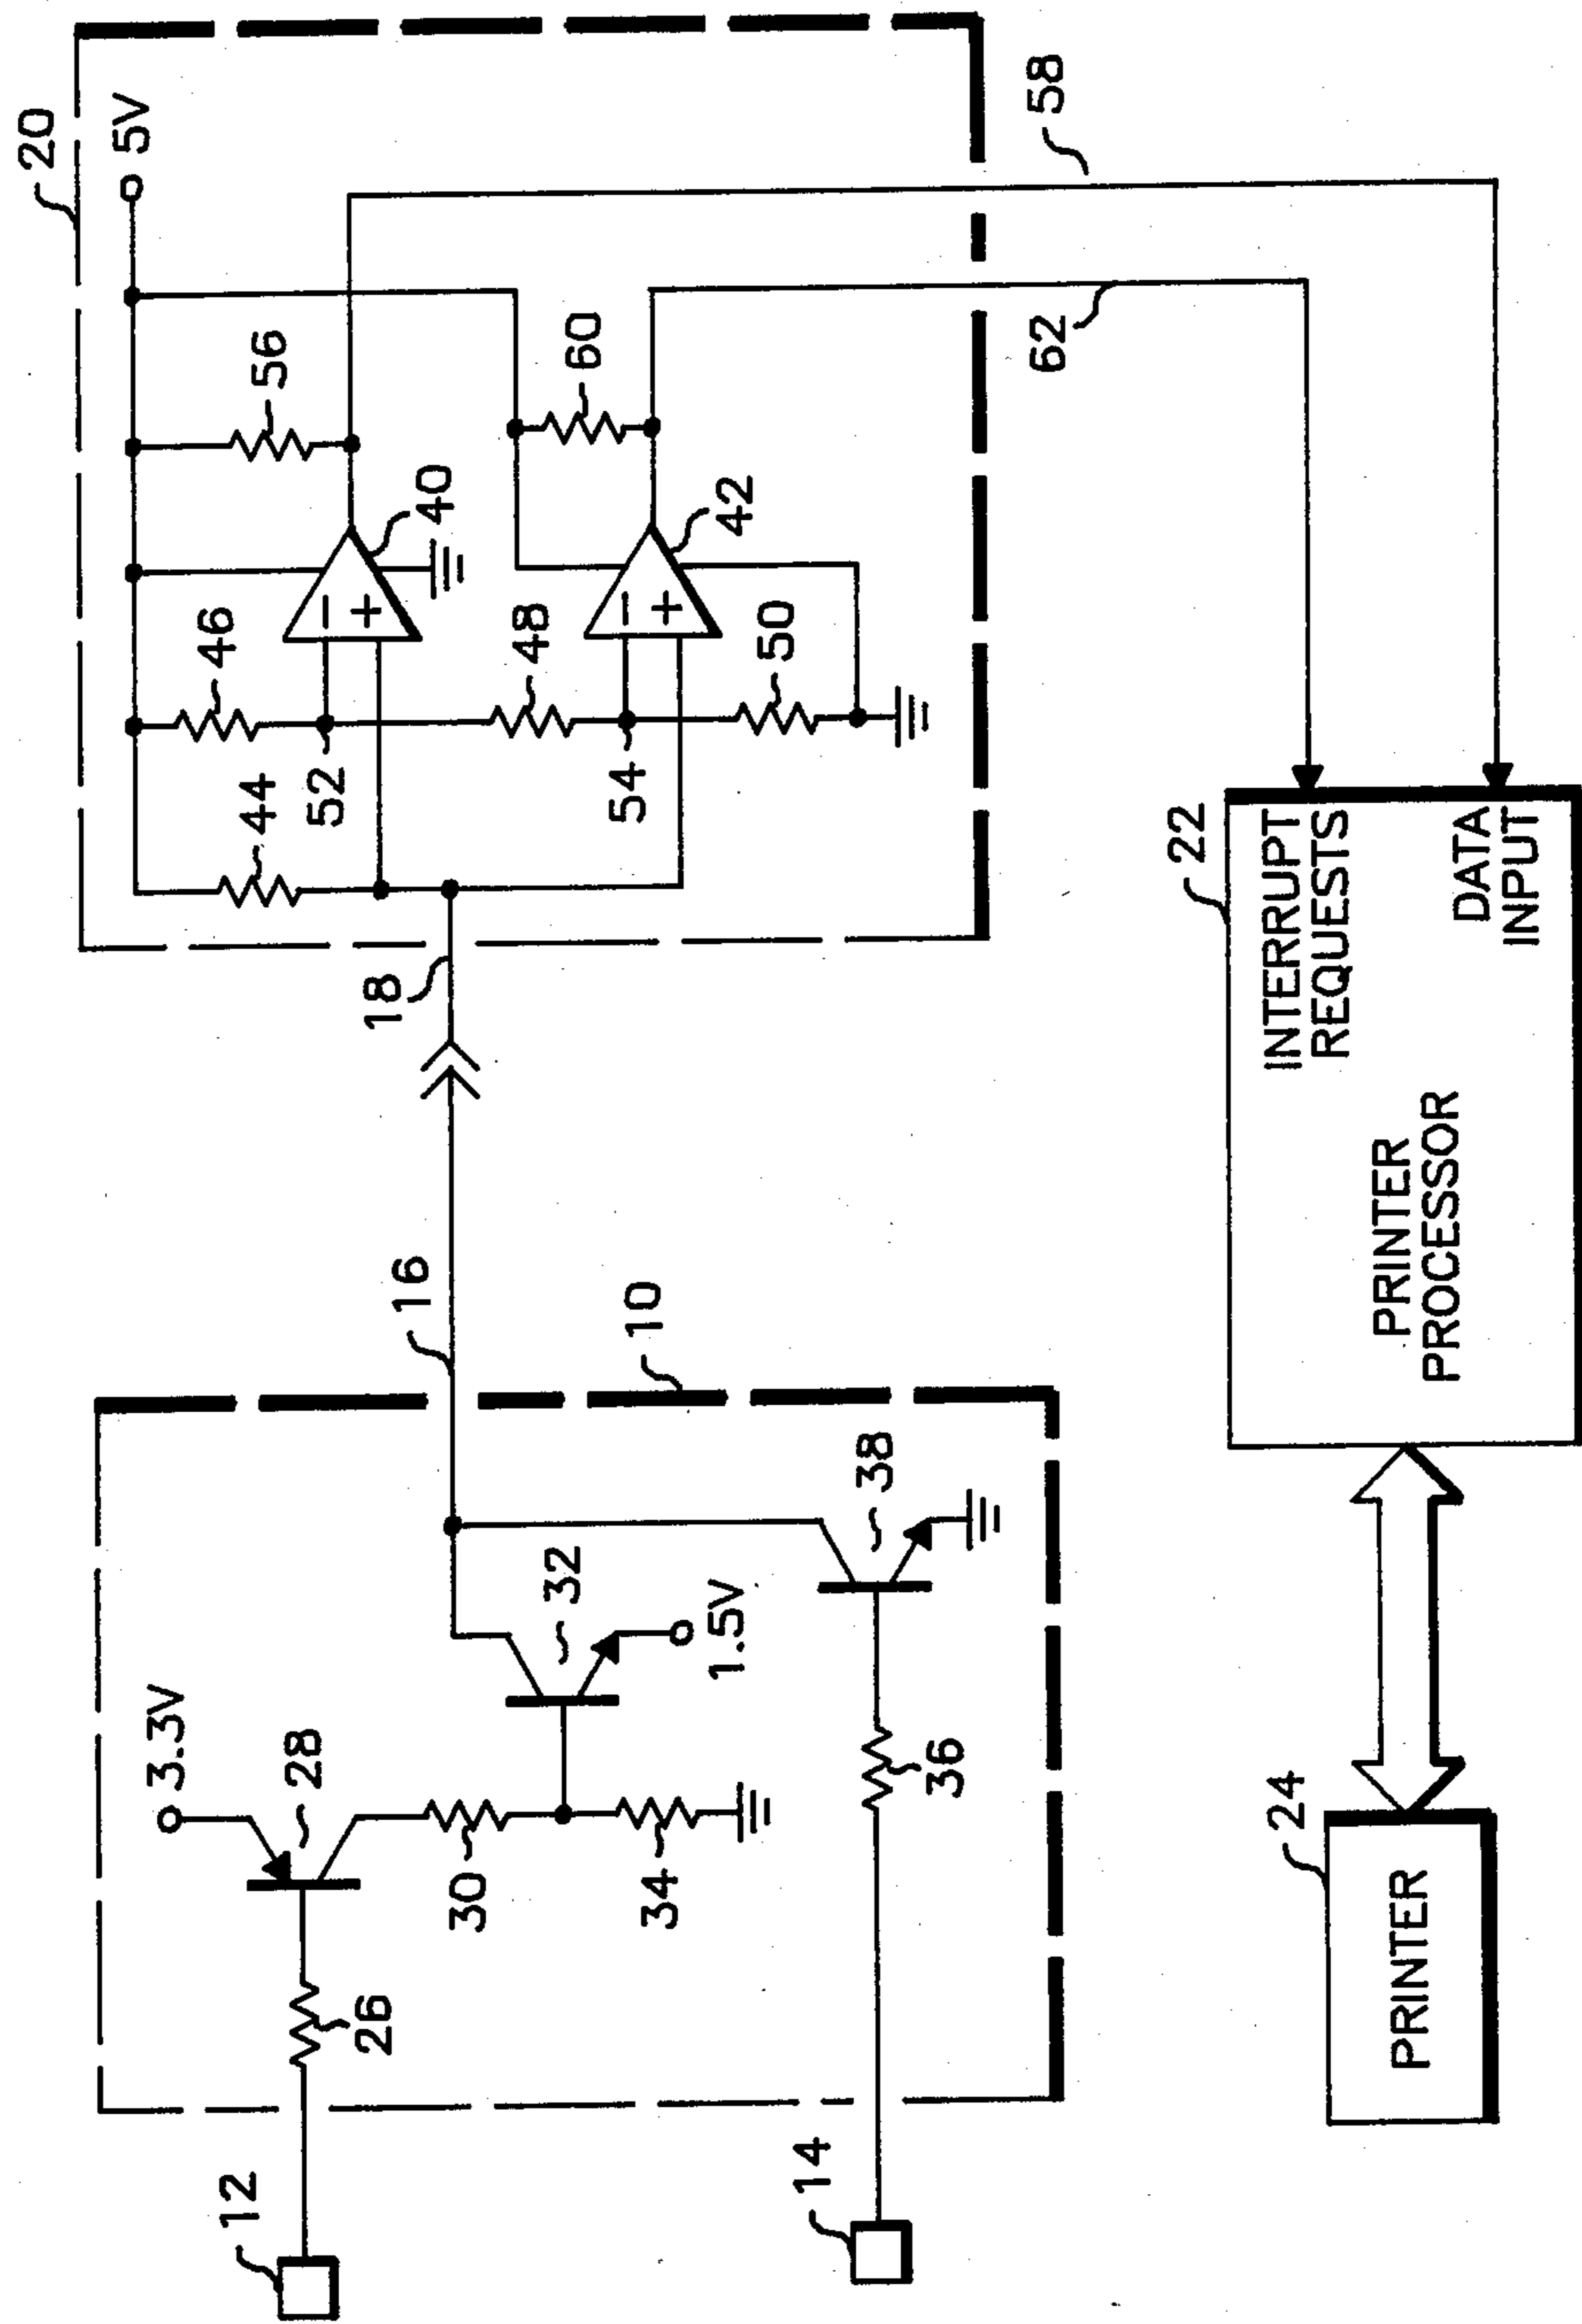 20
5V
46
56
44
52
40
48
60
54
42
50
18
58
62
16
10
3.3V
28
12
26
30
32
34
1.5V
38
36
14
22
INTERRUPT
REQUESTS
DATA
INPUT
PRINTER
PROCESSOR
24
PRINTER